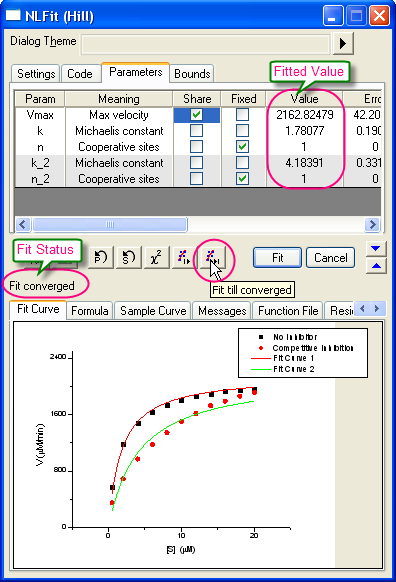 NLFit (Hill)
Dialog Theme
Settings Code Parameters Bounds
Fitted Value
Param Meaning Share Fixed Value Erro
Vmax Max velocity 2162.82479 42.20
k Michaelis constant 1.78077 0.190
n Cooperative sites 1 0
k_2 Michaelis constant 4.18391 0.331
n_2 Cooperative sites 1 0
Fit Status
P S χ² Fit Cancel
Fit converged
Fit till converged
Fit Curve Formula Sample Curve Messages Function File Resi
No Inhibitor
Competitive Inhibition
Fit Curve 1
Fit Curve 2
2400
1600
800
0
V(μM/min)
0 10 20
[S] (μM)